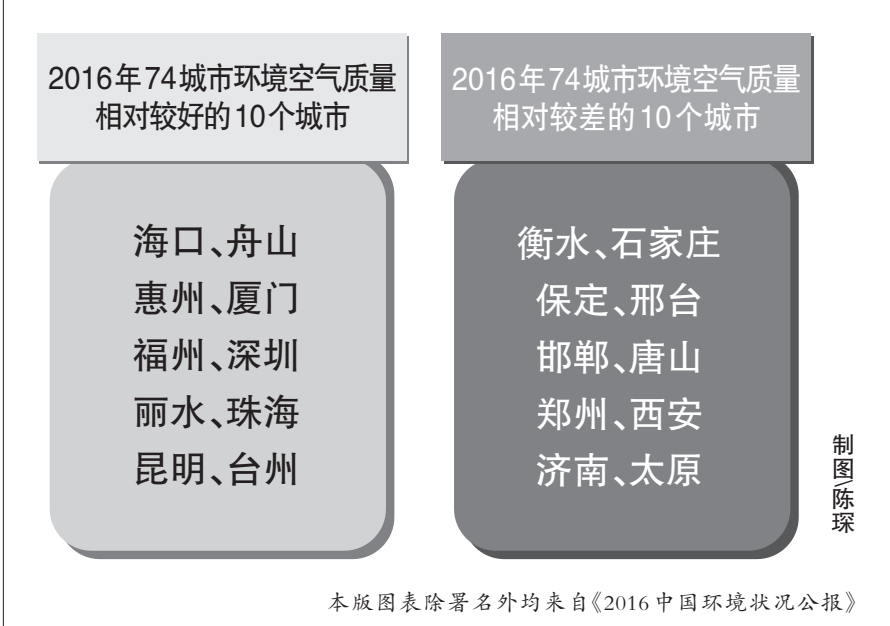 2016年74城市环境空气质量
相对较好的10个城市
海口、舟山
惠州、厦门
福州、深圳
丽水、珠海
昆明、台州
2016年74城市环境空气质量
相对较差的10个城市
衡水、石家庄
保定、邢台
邯郸、唐山
郑州、西安
济南、太原
制图\陈琛
本版图表除署名外均来自《2016中国环境状况公报》